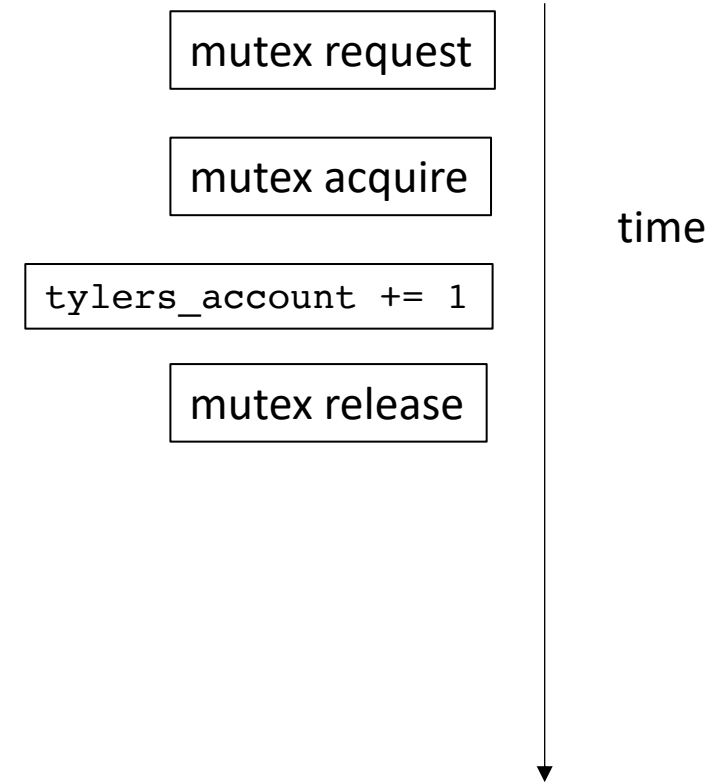 mutex request
mutex acquire
time
tylers_account += 1
mutex release